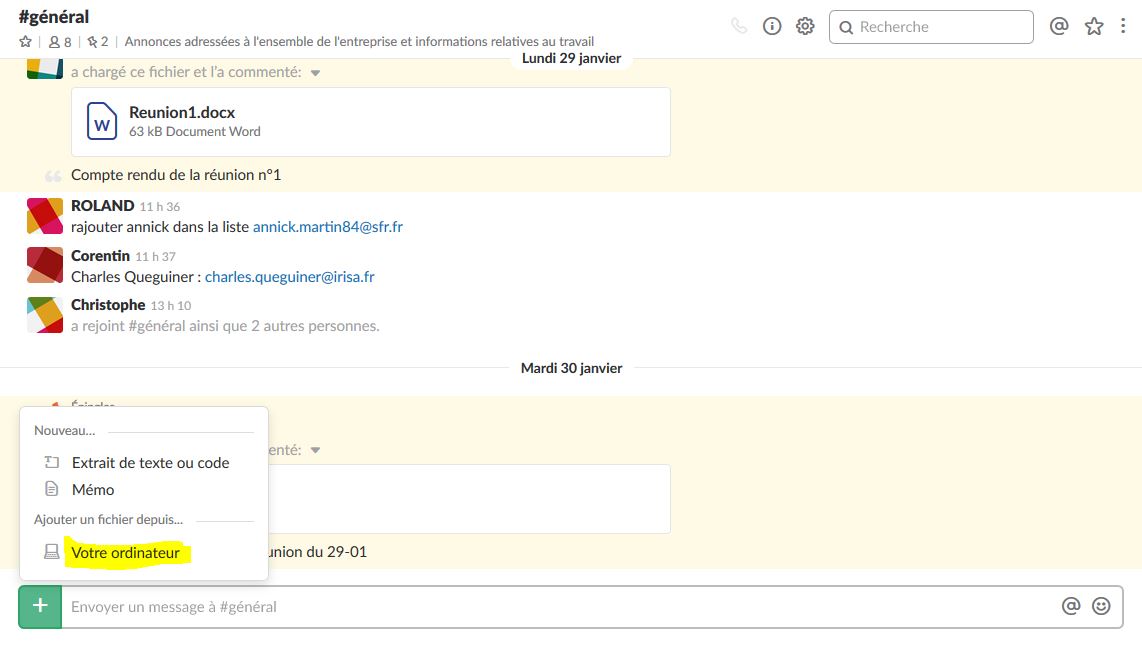 #général
8 2 Annonces adressées à l'ensemble de l'entreprise et informations relatives au travail
Recherche
Lundi 29 janvier
a chargé ce fichier et l'a commenté:
W
Reunion1.docx
63 kB Document Word
Compte rendu de la réunion n°1
ROLAND 11 h 36
rajouter annick dans la liste annick.martin84@sfr.fr
Corentin 11 h 37
Charles Queguiner : charles.queguiner@irisa.fr
Christophe 13 h 10
a rejoint #général ainsi que 2 autres personnes.
Mardi 30 janvier
Nouveau...
enté:
Extrait de texte ou code
Mémo
Ajouter un fichier depuis...
Votre ordinateur
union du 29-01
+ Envoyer un message à #général @